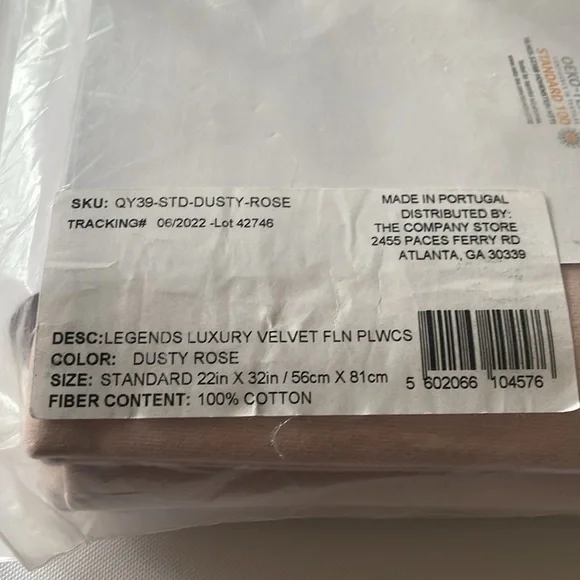 OEKO-T
STANDARD 100
SKU: QY39-STD-DUSTY-ROSE
TRACKING# 06/2022 -Lot 42746
MADE IN PORTUGAL
DISTRIBUTED BY:
THE COMPANY STORE
2455 PACES FERRY RD
ATLANTA, GA 30339
DESC:LEGENDS LUXURY VELVET FLN PLWCS
COLOR: DUSTY ROSE
SIZE: STANDARD 22in X 32in / 56cm X 81cm
FIBER CONTENT: 100% COTTON
5 602066 104576